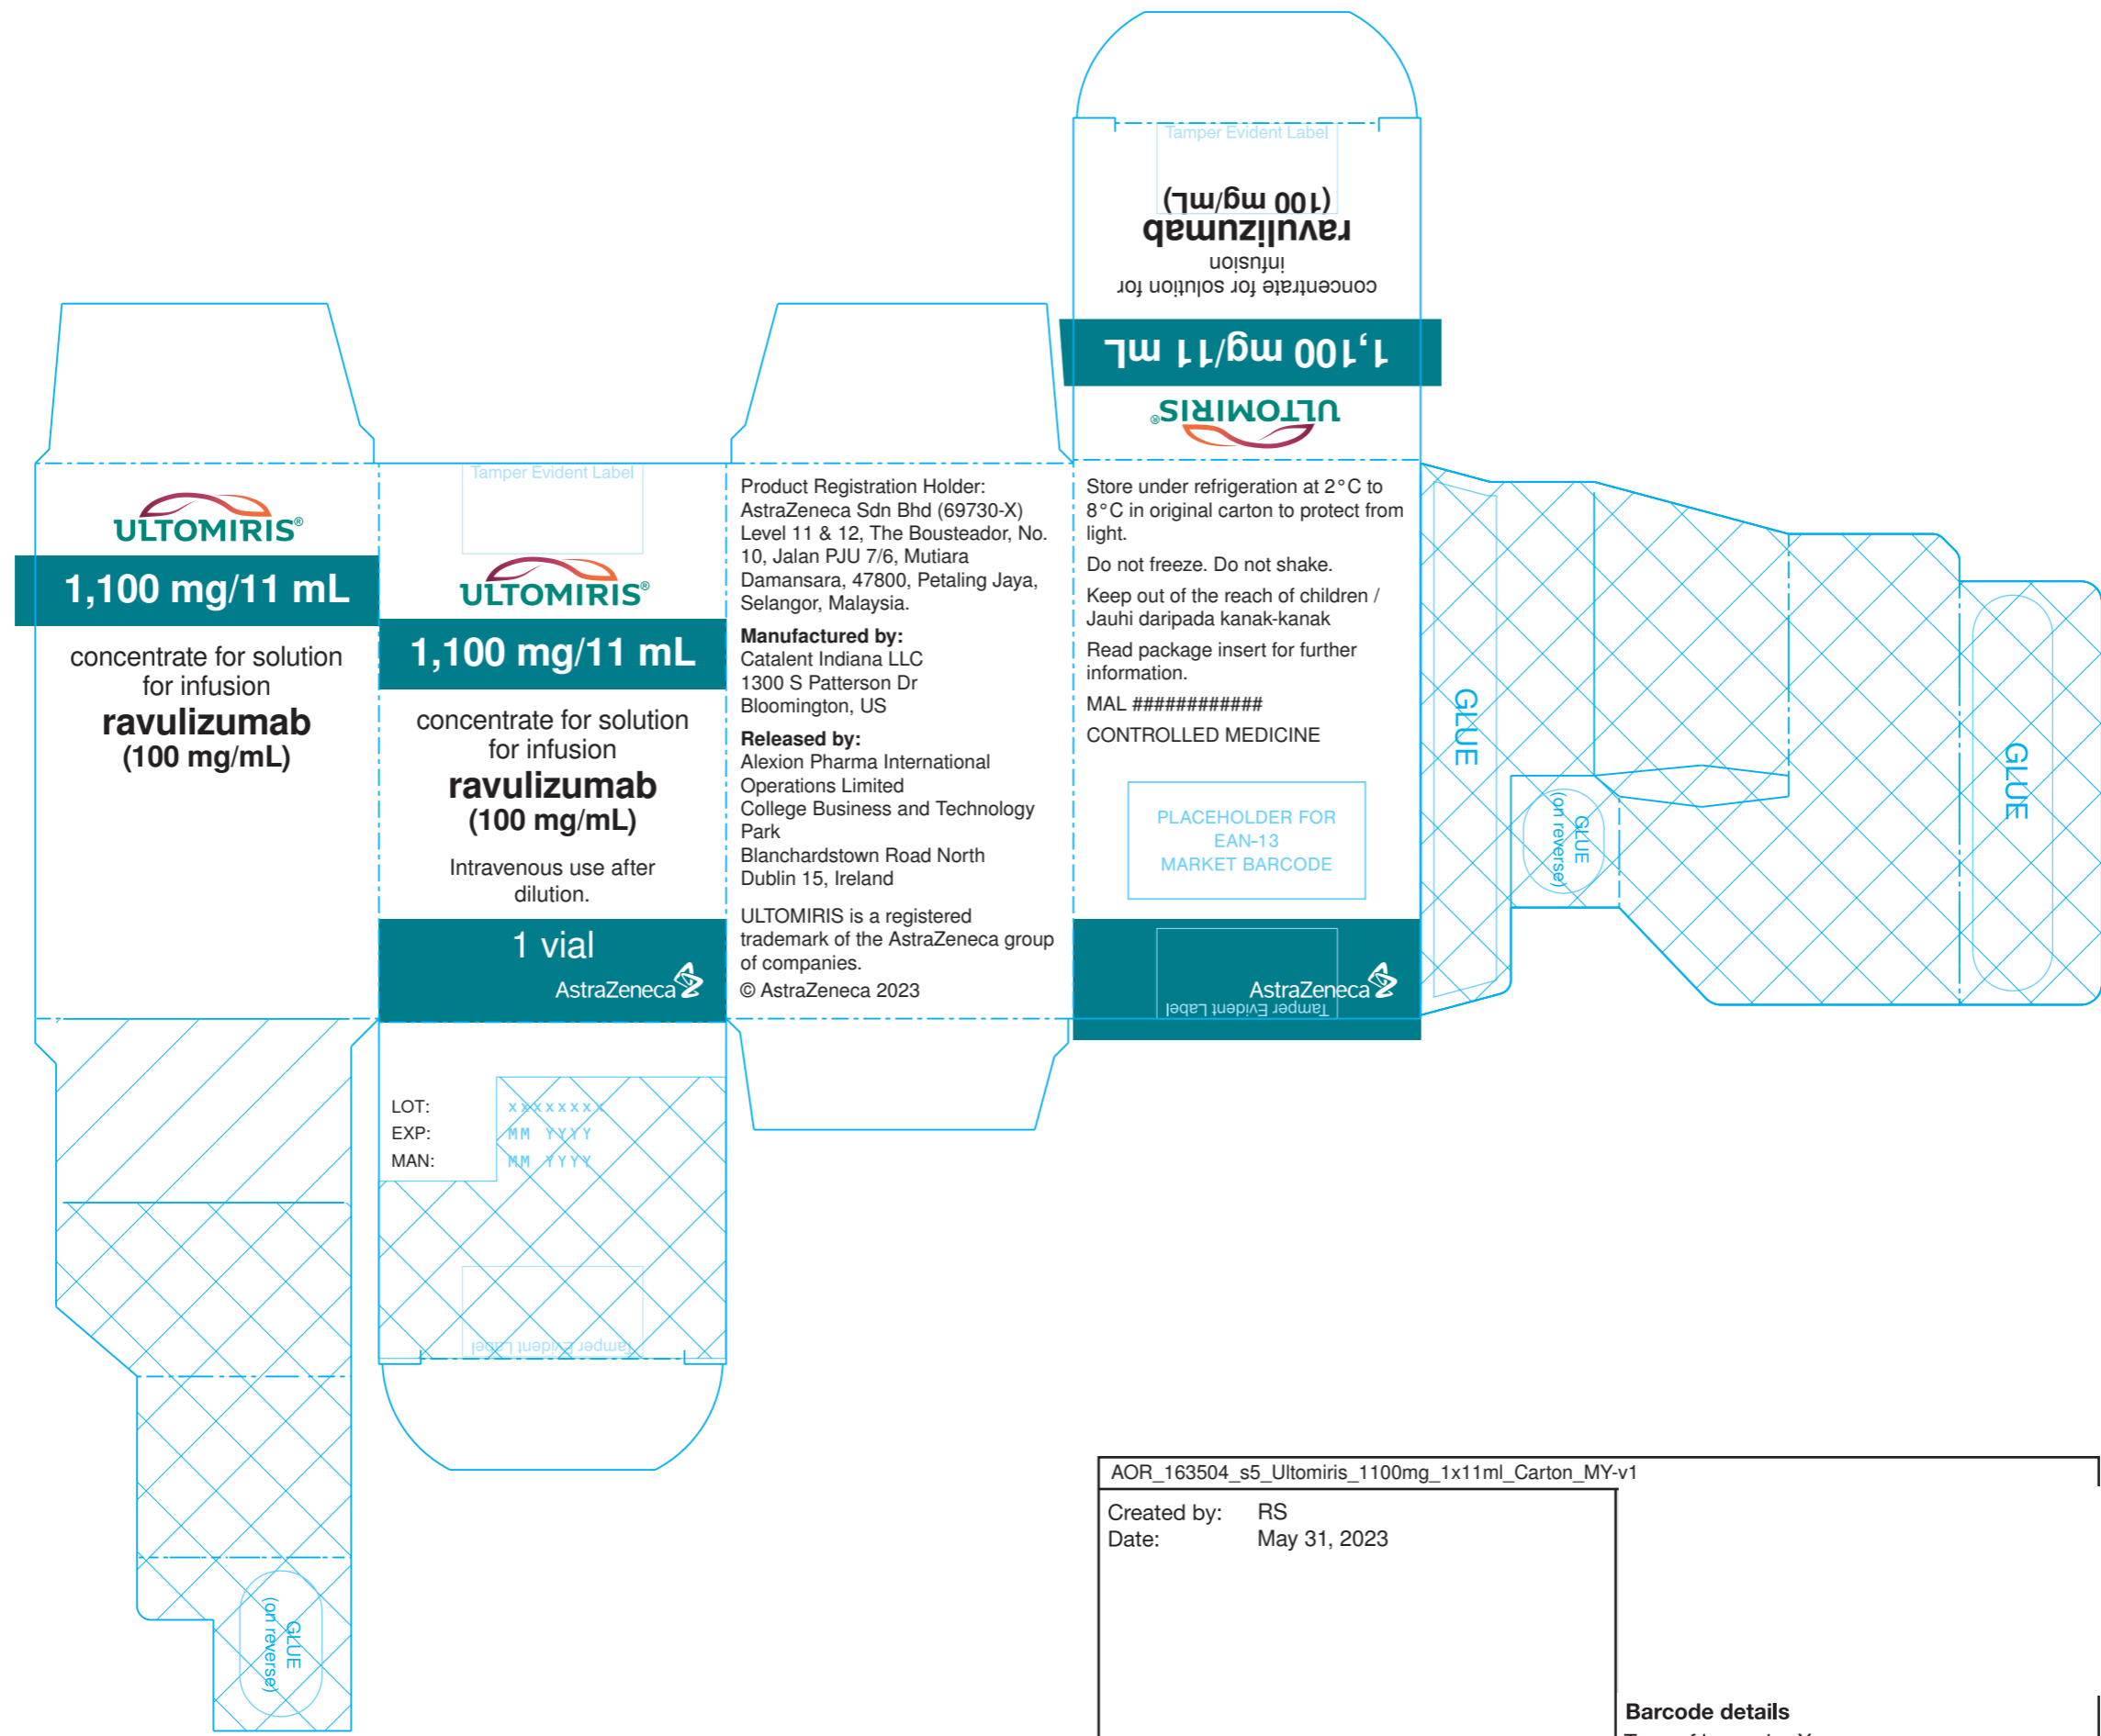 Tamper Evident Label
(100 mg/mL)
ravulizumab
infusion
concentrate for solution for
1,100 mg/11 mL
ULTOMIRIS®
ULTOMIRIS®
1,100 mg/11 mL
concentrate for solution
for infusion
ravulizumab
(100 mg/mL)
Tamper Evident Label
ULTOMIRIS®
1,100 mg/11 mL
concentrate for solution
for infusion
ravulizumab
(100 mg/mL)
Intravenous use after
dilution.
1 vial
AstraZeneca
Product Registration Holder:
AstraZeneca Sdn Bhd (69730-X)
Level 11 & 12, The Bousteador, No.
10, Jalan PJU 7/6, Mutiara
Damansara, 47800, Petaling Jaya,
Selangor, Malaysia.
Manufactured by:
Catalent Indiana LLC
1300 S Patterson Dr
Bloomington, US
Released by:
Alexion Pharma International
Operations Limited
College Business and Technology
Park
Blanchardstown Road North
Dublin 15, Ireland
ULTOMIRIS is a registered
trademark of the AstraZeneca group
of companies.
© AstraZeneca 2023
Store under refrigeration at 2°C to
8°C in original carton to protect from
light.
Do not freeze. Do not shake.
Keep out of the reach of children /
Jauhi daripada kanak-kanak
Read package insert for further
information.
MAL ############
CONTROLLED MEDICINE
PLACEHOLDER FOR
EAN-13
MARKET BARCODE
AstraZeneca
Tamper Evident Label
GLUE
GLUE
(on reverse)
GLUE
LOT: xxxxxxxx
EXP: MM YYYY
MAN: MM YYYY
Tamper Evident Label
GLUE
(on reverse)
AOR_163504_s5_Ultomiris_1100mg_1x11ml_Carton_MY-v1
Created by: RS
Date: May 31, 2023
Barcode details